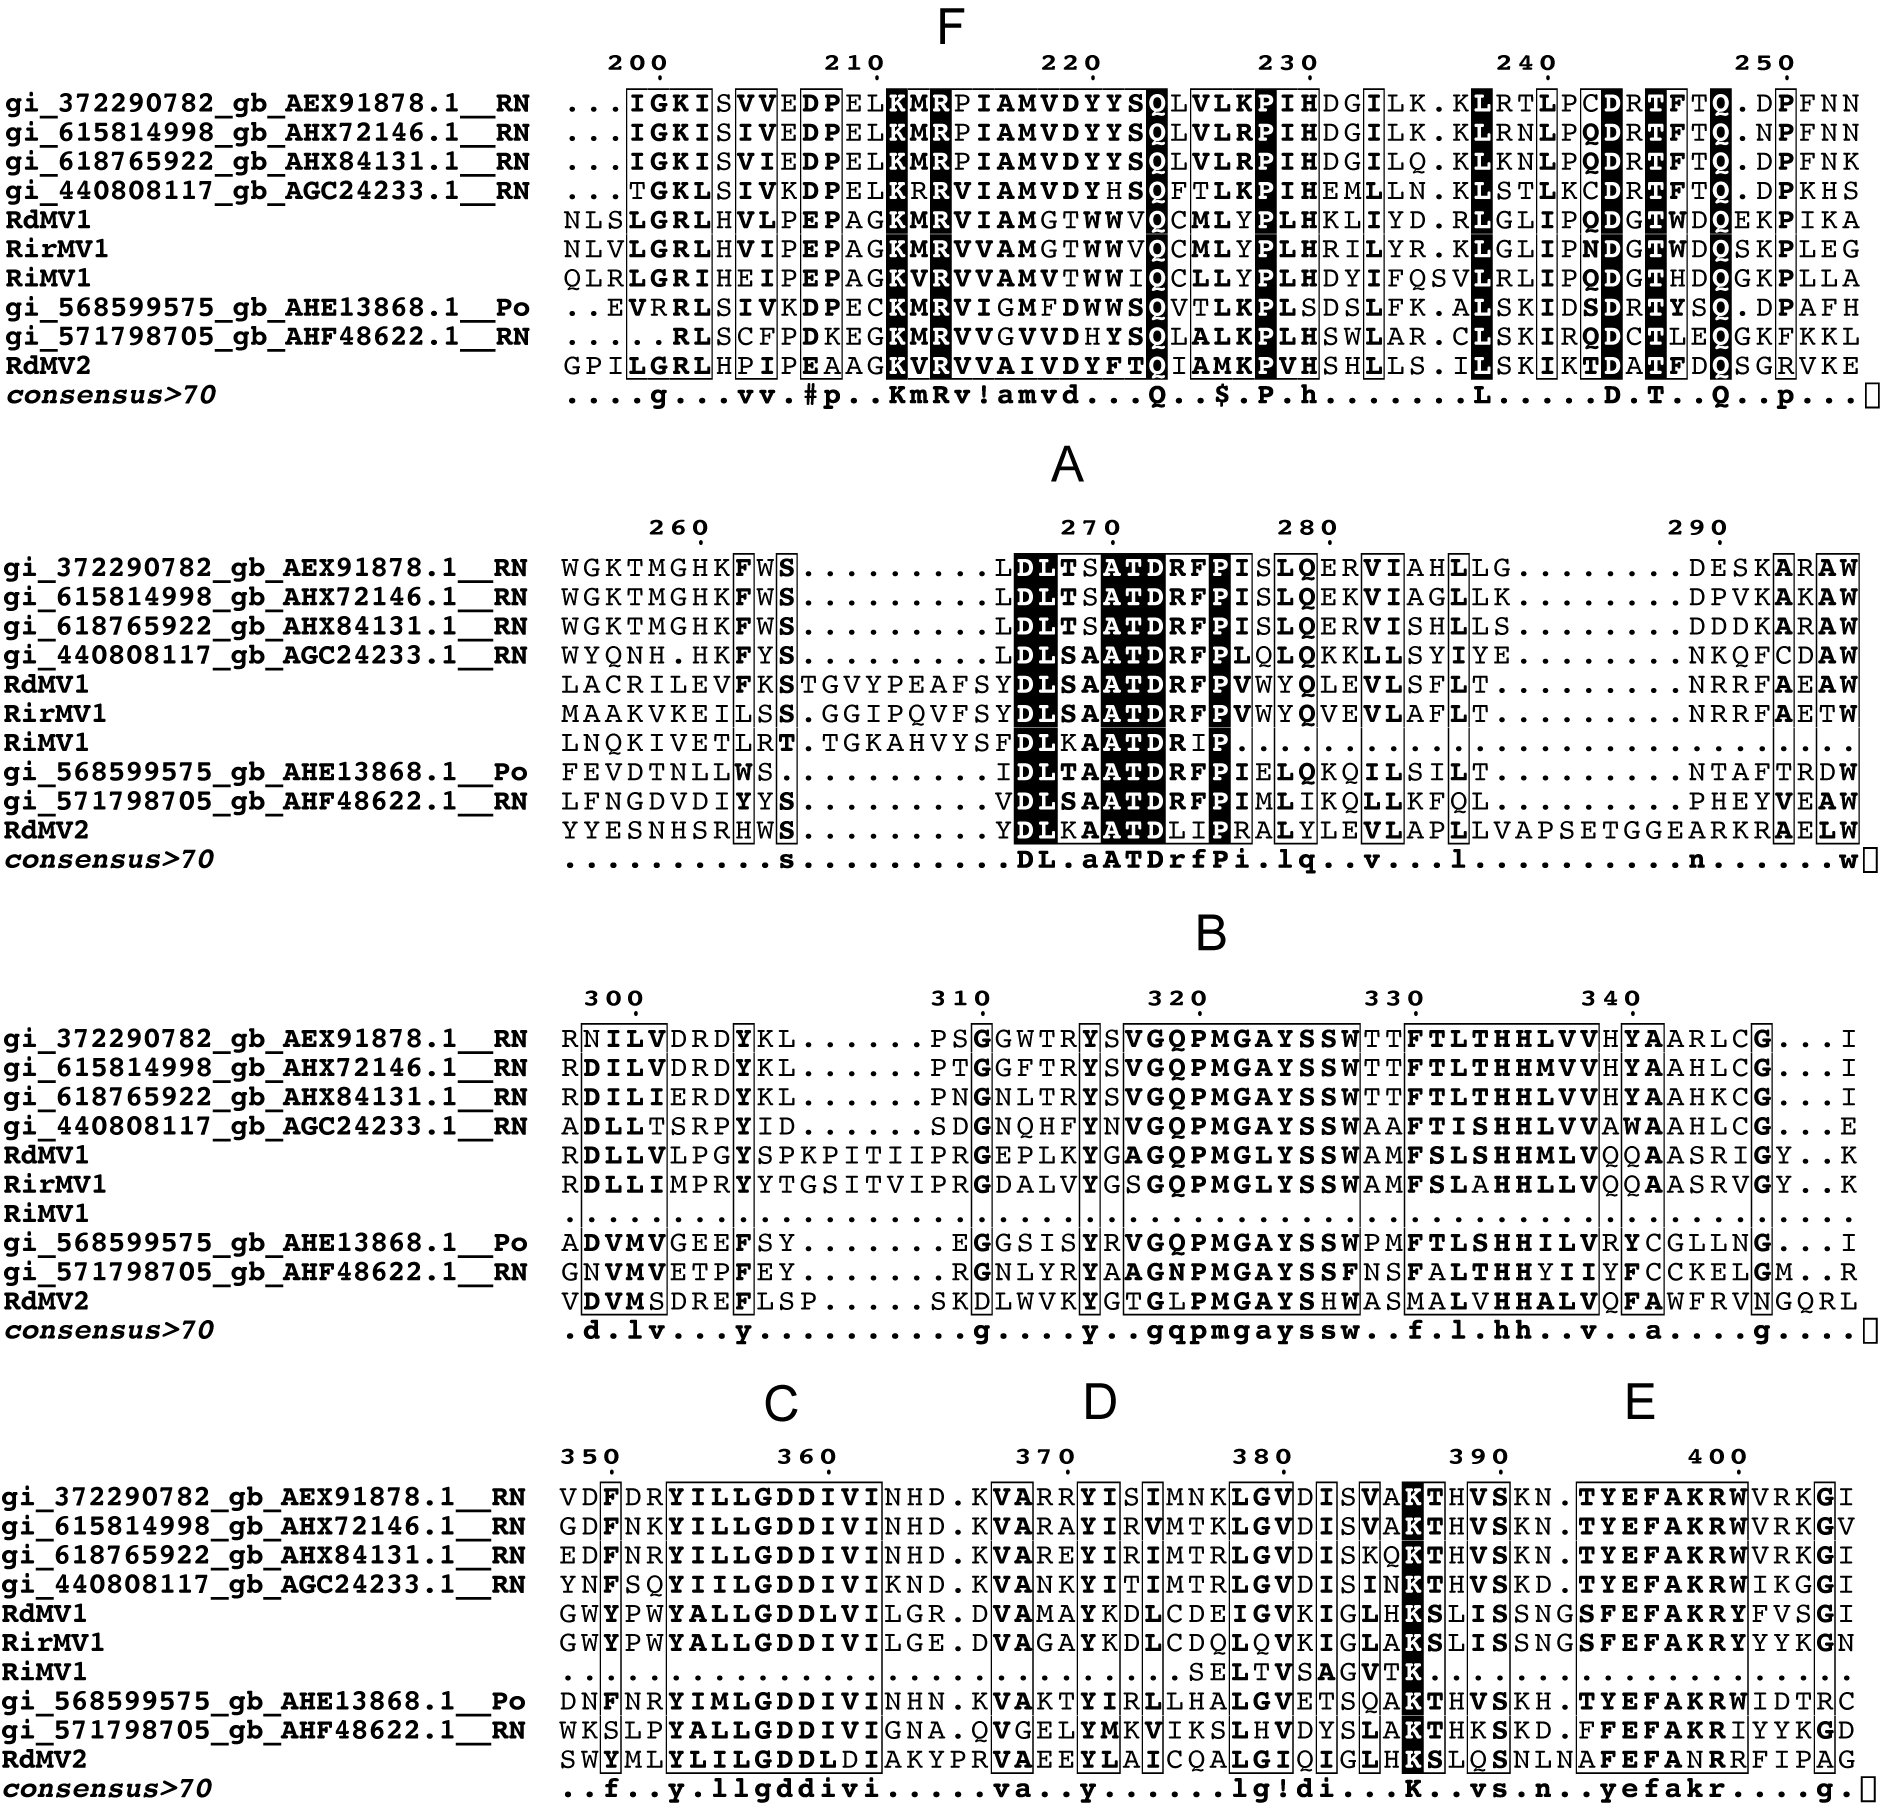 F
200 210 220 230 240 250
gi_372290782_gb_AEX91878.1__RN ...IGKISVVEDPELKMRPIAMVDYYSQLVLKPIHDGILK.KLRTLPCDRTFTQ.DPFNN
gi_615814998_gb_AHX72146.1__RN ...IGKISIVEDPELKMRPIAMVDYYSQLVLRPIHDGILK.KLRNLPQDRTFTQ.NPFNN
gi_618765922_gb_AHX84131.1__RN ...IGKISVIEDPELKMRPIAMVDYYSQLVLRPIHDGILQ.KLKNLPQDRTFTQ.DPFNK
gi_440808117_gb_AGC24233.1__RN ...TGKLSIVKDPELKRRVIAMVDYHSQFTLKPIHEMLLN.KLSTLKCDRTFTQ.DPKHS
RdMV1 NLSLGRLHVLPEPAGKMRVIAMGTWWVQCMLYPLHKLIYD.RLGLIPQDGTWDQEKPIKA
RirMV1 NLVLGRLHVIPEPAGKMRVVAMGTWWVQCMLYPLHRILYR.KLGLIPNDGTWDQSKPLEG
RiMV1 QLRLGRIHEIPEPAGKVRVVAMVTWWIQCLLYPLHDYIFQSVLRLIPQDGTHDQGKPLLA
gi_568599575_gb_AHE13868.1__Po ..EVRRLSIVKDPECKMRVIGMFDWWSQVTLKPLSDSLFK.ALSKIDSDRTYSQ.DPAFH
gi_571798705_gb_AHF48622.1__RN .....RLSCFPDKEGKMRVVGVVDHYSQLALKPLHSWLAR.CLSKIRQDCTLEQGKFKKL
RdMV2 GPILGRLHPIPEAAGKVRVVAIVDYFTQIAMKPVHSHLLS.ILSKIKTDATFDQSGRVKE
consensus>70 ....g...vv.#p..KmRv!amvd...Q..$.P.h.......L.....D.T..Q..p...
A
260 270 280 290
gi_372290782_gb_AEX91878.1__RN WGKTMGHKFWS.........LDLTSATDRFPISLQERVIAHLLG........DESKARAW
gi_615814998_gb_AHX72146.1__RN WGKTMGHKFWS.........LDLTSATDRFPISLQEKVIAGLLK........DPVKAKAW
gi_618765922_gb_AHX84131.1__RN WGKTMGHKFWS.........LDLTSATDRFPISLQERVISHLLS........DDDKARAW
gi_440808117_gb_AGC24233.1__RN WYQNH.HKFYS.........LDLSAATDRFPLQLQKKLLSYIYE........NKQFCDAW
RdMV1 LACRILEVFKSTGVYPEAFSYDLSAATDRFPVWYQLEVLSFLT.........NRRFAEAW
RirMV1 MAAKVKEILSS.GGIPQVFSYDLSAATDRFPVWYQVEVLAFLT.........NRRFAETW
RiMV1 LNQKIVETLRT.TGKAHVYSFDLKAATDRIP.............................
gi_568599575_gb_AHE13868.1__Po FEVDTNLLWS..........IDLTAATDRFPIELQKQILSILT.........NTAFTRDW
gi_571798705_gb_AHF48622.1__RN LFNGDVDIYYS.........VDLSAATDRFPIMLIKQLLKFQL.........PHEYVEAW
RdMV2 YYESNHSRHWS.........YDLKAATDLIPRALYLEVLAPLLVAPSETGGEARKRAELW
consensus>70 ..........s..........DL.aATDrfPi.lq..v...l..........n......w
B
300 310 320 330 340
gi_372290782_gb_AEX91878.1__RN RNILVDRDYKL......PSGGWTRYSVGQPMGAYSSWTTFTLTHHLVVHYAARLCG...I
gi_615814998_gb_AHX72146.1__RN RDILVDRDYKL......PTGGFTRYSVGQPMGAYSSWTTFTLTHHMVVHYAAHLCG...I
gi_618765922_gb_AHX84131.1__RN RDILIERDYKL......PNGNLTRYSVGQPMGAYSSWTTFTLTHHLVVHYAAHKCG...I
gi_440808117_gb_AGC24233.1__RN ADLLTSRPYID......SDGNQHFYNVGQPMGAYSSWAAFTISHHLVVAWAAHLCG...E
RdMV1 RDLLVLPGYSPKPITIIPRGEPLKYGAGQPMGLYSSWAMFSLSHHMLVQQAASRIGY..K
RirMV1 RDLLIMPRYYTGSITVIPRGDALVYGSGQPMGLYSSWAMFSLAHHLLVQQAASRVGY..K
RiMV1 ............................................................
gi_568599575_gb_AHE13868.1__Po ADVMVGEEFSY.......EGGSISYRVGQPMGAYSSWPMFTLSHHILVRYCGLLNG...I
gi_571798705_gb_AHF48622.1__RN GNVMVETPFEY.......RGNLYRYAAGNPMGAYSSFNSFALTHHYIIYFCCKELGM..R
RdMV2 VDVMSDREFLSP.....SKDLWVKYGTGLPMGAYSHWASMALVHHALVQFAWFRVNGQRL
consensus>70 .d.lv...y..........g....y..gqpmgayssw..f.l.hh..v..a....g....
C D E
350 360 370 380 390 400
gi_372290782_gb_AEX91878.1__RN VDFDRYILLGDDIVINHD.KVARRYISIMNKLGVDISVAKTHVSKN.TYEFAKRWVRKGI
gi_615814998_gb_AHX72146.1__RN GDFNKYILLGDDIVINHD.KVARAYIRVMTKLGVDISVAKTHVSKN.TYEFAKRWVRKGV
gi_618765922_gb_AHX84131.1__RN EDFNRYILLGDDIVINHD.KVAREYIRIMTRLGVDISKQKTHVSKN.TYEFAKRWVRKGI
gi_440808117_gb_AGC24233.1__RN YNFSQYIILGDDIVIKND.KVANKYITIMTRLGVDISINKTHVSKD.TYEFAKRWIKGGI
RdMV1 GWYPWYALLGDDLVILGR.DVAMAYKDLCDEIGVKIGLHKSLISSNGSFEFAKRYFVSGI
RirMV1 GWYPWYALLGDDIVILGE.DVAGAYKDLCDQLQVKIGLAKSLISSNGSFEFAKRYYYKGN
RiMV1 .............................SELTVSAGVTK....................
gi_568599575_gb_AHE13868.1__Po DNFNRYIMLGDDIVINHN.KVAKTYIRLLHALGVETSQAKTHVSKH.TYEFAKRWIDTRC
gi_571798705_gb_AHF48622.1__RN WKSLPYALLGDDIVIGNA.QVGELYMKVIKSLHVDYSLAKTHKSKD.FFEFAKRIYYKGD
RdMV2 SWYMLYLILGDDLDIAKYPRVAEEYLAICQALGIQIGLHKSLQSNLNAFEFANRRFIPAG
consensus>70 ..f..y.llgddivi.....va..y......lg!di...K..vs.n..yefakr....g.